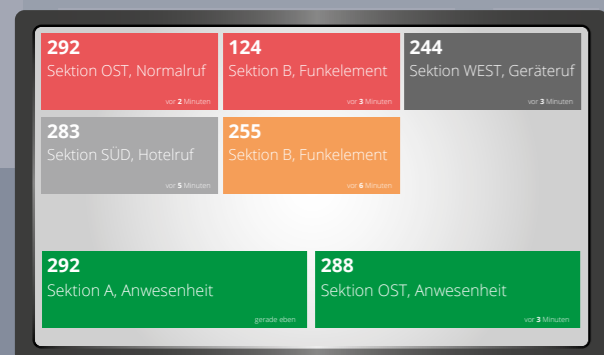 292
Sektion OST, Normalruf
vor 2 Minuten
124
Sektion B, Funkelement
vor 3 Minuten
244
Sektion WEST, Geräteruf
vor 3 Minuten
283
Sektion SÜD, Hotelruf
vor 5 Minuten
255
Sektion B, Funkelement
vor 6 Minuten
292
Sektion A, Anwesenheit
gerade eben
288
Sektion OST, Anwesenheit
vor 3 Minuten